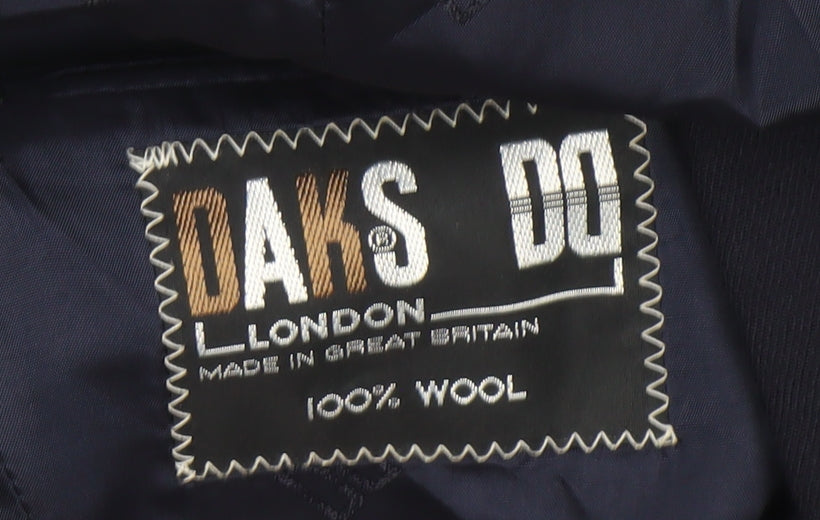 DAKS® DD
LONDON
MADE IN GREAT BRITAIN
100% WOOL